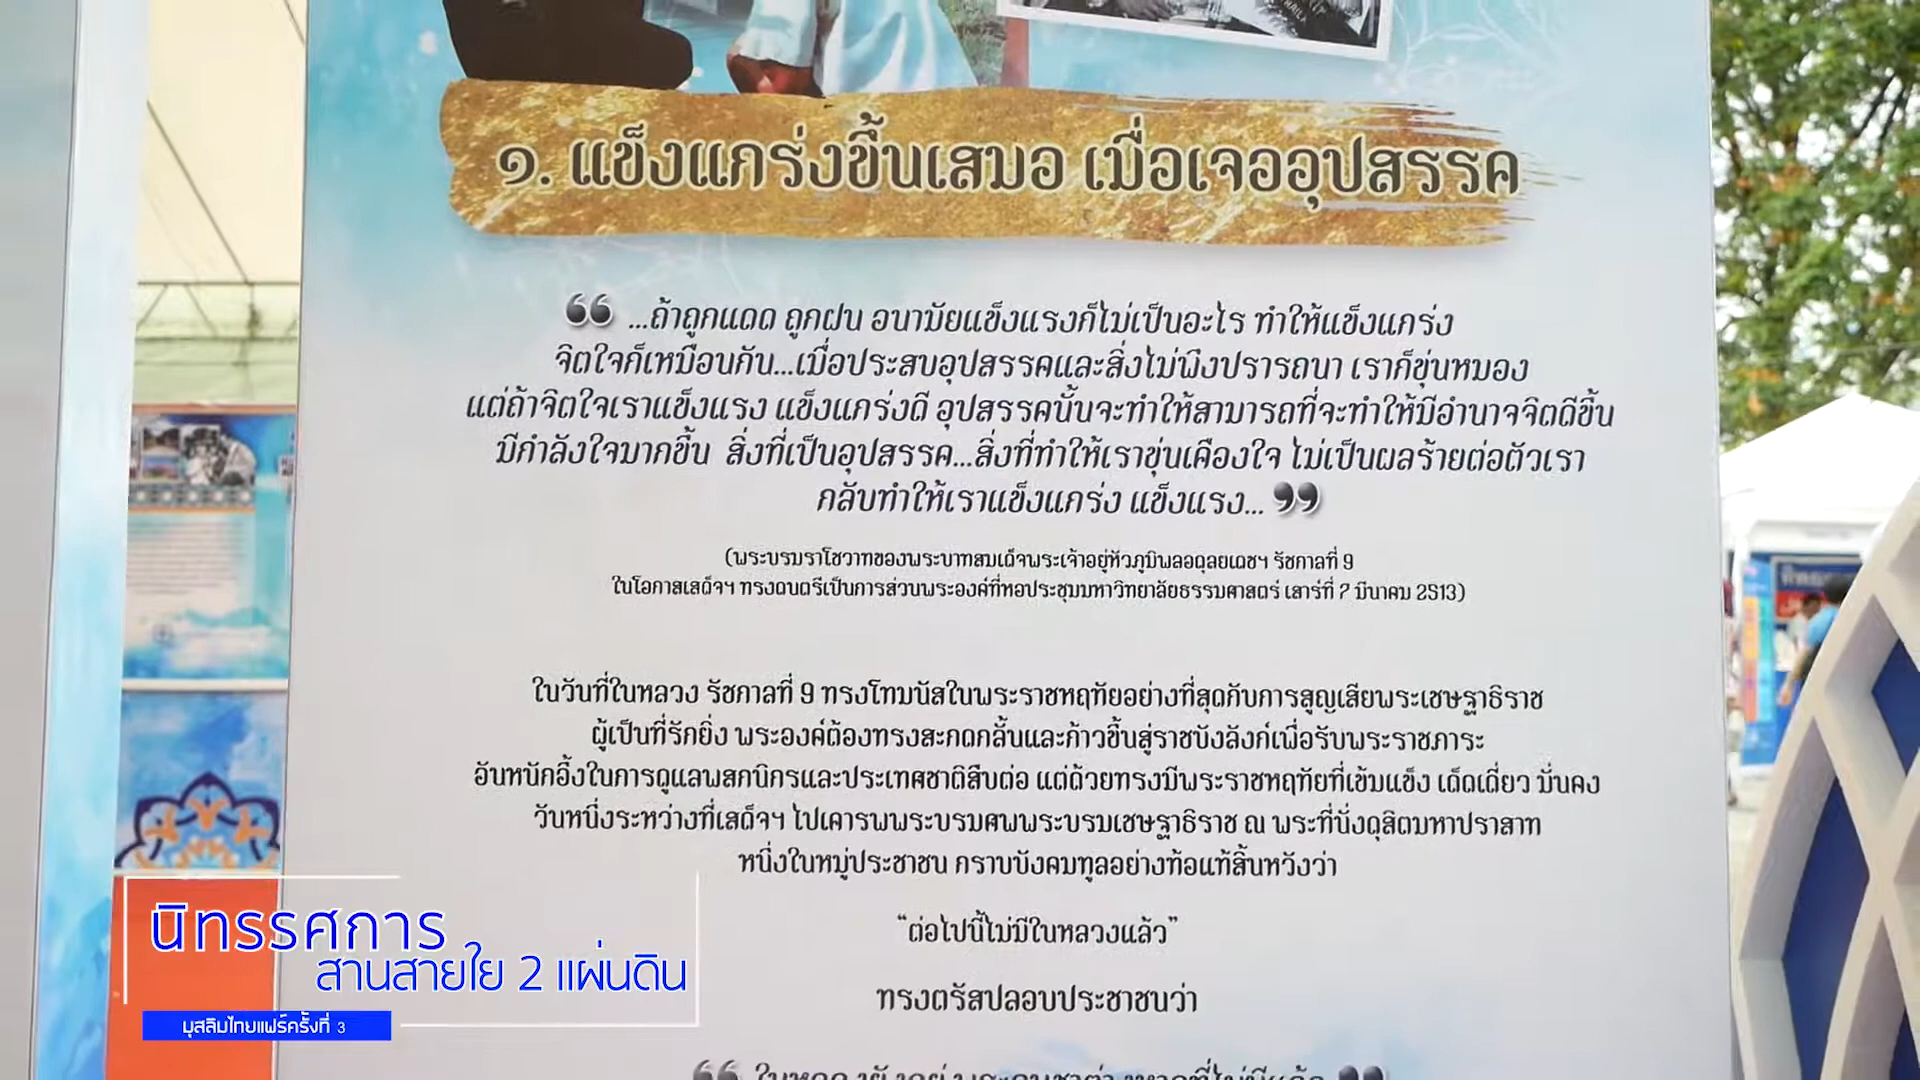 ๑. แข็งแกร่งขึ้นเสมอ เมื่อเจออุปสรรค
“ ...ถ้าถูกแดด ถูกฝน อนามัยแข็งแรงก็ไม่เป็นอะไร ทำให้แข็งแกร่ง
จิตใจก็เหมือนกัน...เมื่อประสบอุปสรรคและสิ่งไม่พึงปรารถนา เราก็ขุ่นหมอง
แต่ถ้าจิตใจเราแข็งแรง แข็งแกร่งดี อุปสรรคนั้นจะทำให้สามารถที่จะทำให้มีอำนาจจิตดีขึ้น
มีกำลังใจมากขึ้น สิ่งที่เป็นอุปสรรค...สิ่งที่ทำให้เราขุ่นเคืองใจ ไม่เป็นผลร้ายต่อตัวเรา
กลับทำให้เราแข็งแกร่ง แข็งแรง... ”
(พระบรมราโชวาทของพระบาทสมเด็จพระเจ้าอยู่หัวภูมิพลอดุลยเดชฯ รัชกาลที่ 9
ในโอกาสเสด็จฯ ทรงดนตรีเป็นการส่วนพระองค์ที่หอประชุมมหาวิทยาลัยธรรมศาสตร์ เสาร์ที่ 7 มีนาคม 2513)
ในวันที่ในหลวง รัชกาลที่ 9 ทรงโทมนัสในพระราชหฤทัยอย่างที่สุดกับการสูญเสียพระเชษฐาธิราช
ผู้เป็นที่รักยิ่ง พระองค์ต้องทรงสะกดกลั้นและก้าวขึ้นสู่ราชบังลังก์เพื่อรับพระราชภาระ
อันหนักอึ้งในการดูแลพสกนิกรและประเทศชาติสืบต่อ แต่ด้วยทรงมีพระราชหฤทัยที่เข้มแข็ง เด็ดเดี่ยว มั่นคง
วันหนึ่งระหว่างที่เสด็จฯ ไปเคารพพระบรมศพพระบรมเชษฐาธิราช ณ พระที่นั่งดุสิตมหาปราสาท
หนึ่งในหมู่ประชาชน กราบบังคมทูลอย่างท้อแท้สิ้นหวังว่า
“ต่อไปนี้ไม่มีในหลวงแล้ว”
ทรงตรัสปลอบประชาชนว่า
นิทรรศการ
สานสายใย 2 แผ่นดิน
มุสลิมไทยแฟร์ครั้งที่ 3